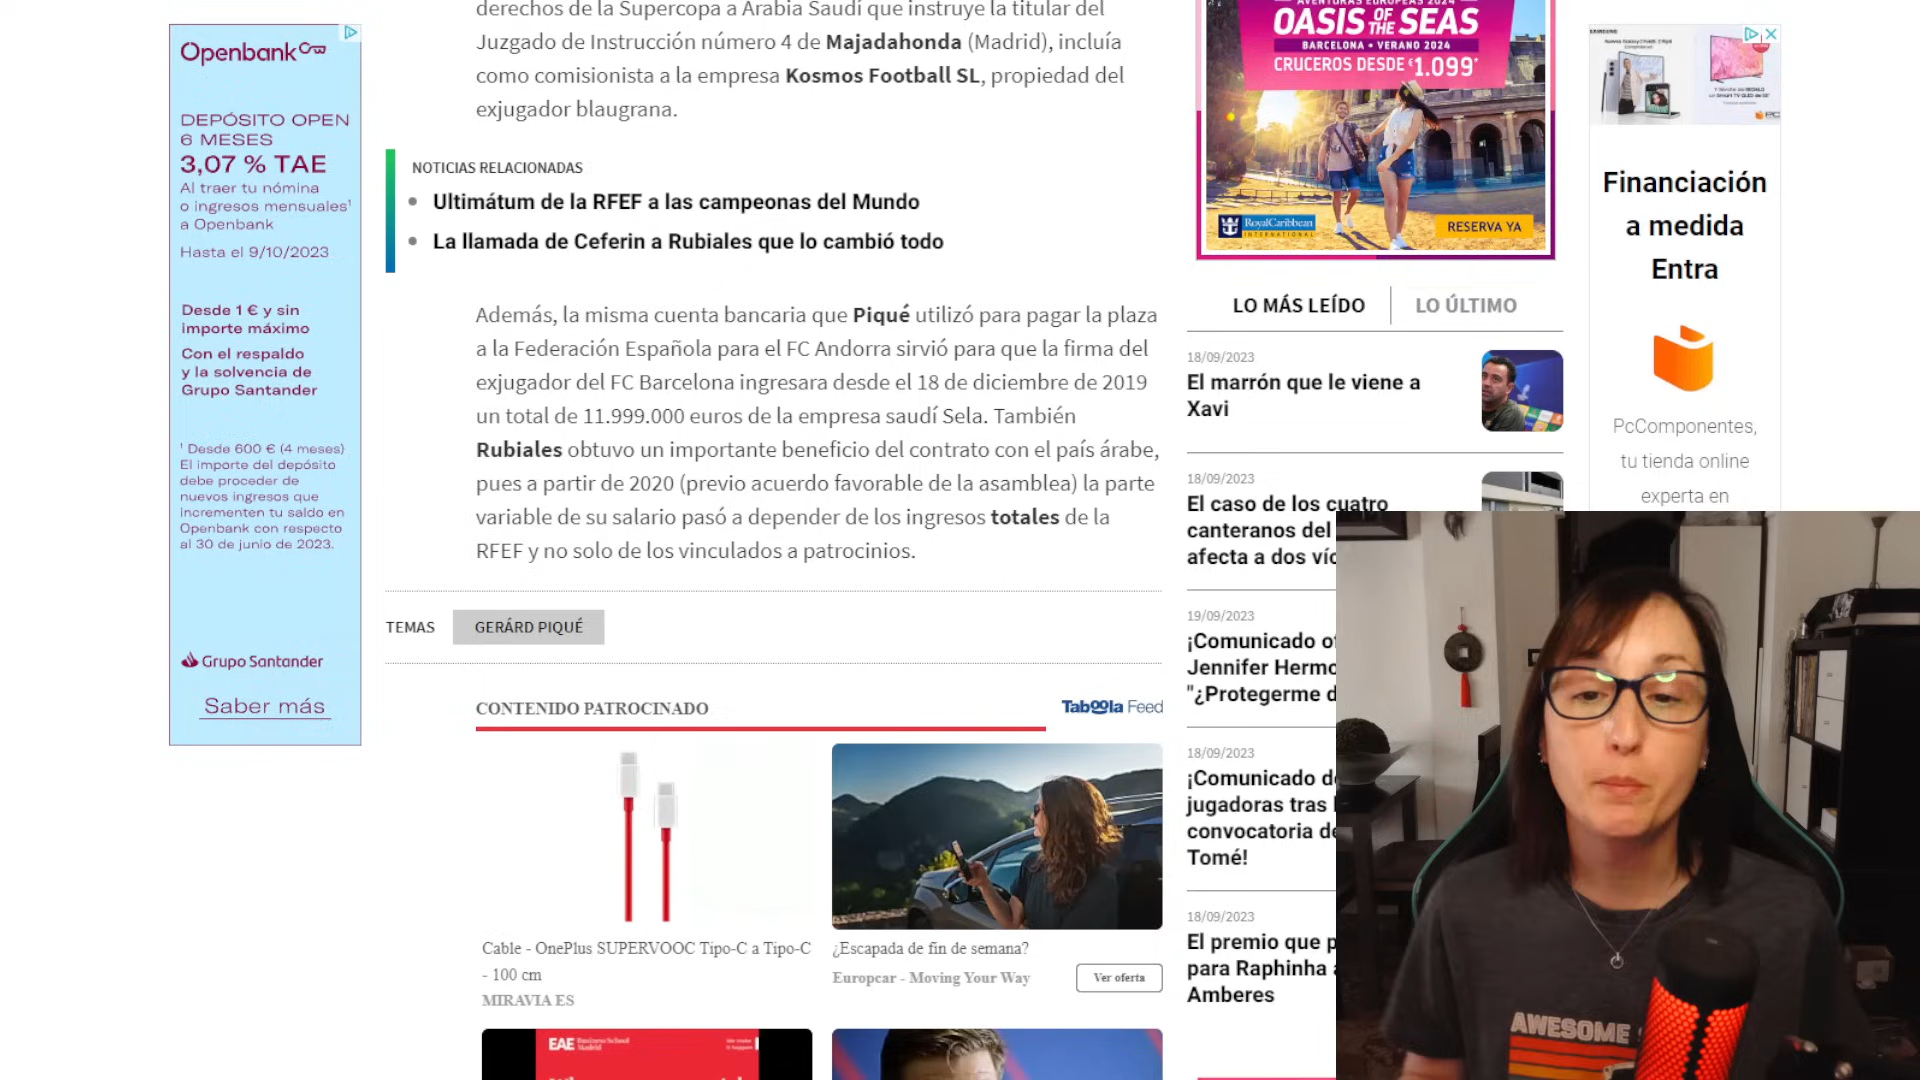 Openbank
DEPÓSITO OPEN
6 MESES
3,07 % TAE
Al traer tu nómina
o ingresos mensuales¹
a Openbank
Hasta el 9/10/2023
Desde 1 € y sin
importe máximo
Con el respaldo
y la solvencia de
Grupo Santander
¹ Desde 600 € (4 meses)
El importe del depósito
debe proceder de
nuevos ingresos que
incrementen tu saldo en
Openbank con respecto
al 30 de junio de 2023.
Grupo Santander
Saber más
derechos de la Supercopa a Arabia Saudí que instruye la titular del
Juzgado de Instrucción número 4 de Majadahonda (Madrid), incluía
como comisionista a la empresa Kosmos Football SL, propiedad del
exjugador blaugrana.
NOTICIAS RELACIONADAS
Ultimátum de la RFEF a las campeonas del Mundo
La llamada de Ceferin a Rubiales que lo cambió todo
Además, la misma cuenta bancaria que Piqué utilizó para pagar la plaza
a la Federación Española para el FC Andorra sirvió para que la firma del
exjugador del FC Barcelona ingresara desde el 18 de diciembre de 2019
un total de 11.999.000 euros de la empresa saudí Sela. También
Rubiales obtuvo un importante beneficio del contrato con el país árabe,
pues a partir de 2020 (previo acuerdo favorable de la asamblea) la parte
variable de su salario pasó a depender de los ingresos totales de la
RFEF y no solo de los vinculados a patrocinios.
TEMAS
GERÁRD PIQUÉ
CONTENIDO PATROCINADO
Taboola Feed
Cable - OnePlus SUPERVOOC Tipo-C a Tipo-C
- 100 cm
MIRAVIA ES
¿Escapada de fin de semana?
Europcar - Moving Your Way
Ver oferta
EAE Business School
Madrid
AVENTURAS EUROPEAS 2024
OASIS OF THE SEAS
BARCELONA • VERANO 2024
CRUCEROS DESDE €1.099*
RoyalCaribbean
INTERNATIONAL
RESERVA YA
LO MÁS LEÍDO
LO ÚLTIMO
18/09/2023
El marrón que le viene a
Xavi
18/09/2023
El caso de los cuatro
canteranos del
afecta a dos
19/09/2023
¡Comunicado
Jennifer
"¿Protegerme
18/09/2023
¡Comunicado
jugadoras tras
convocatoria
Tomé!
18/09/2023
El premio que
para Raphinha
Amberes
SAMSUNG
Financiación
a medida
Entra
PcComponentes,
tu tienda online
experta en
AWESOME